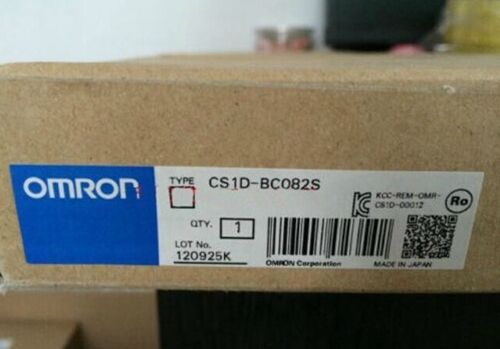 OMRON
TYPE CS1D-BC082S
QTY. 1
LOT No.
120925K
OMRON Corporation
KCC-REM-OMR-
CS1D-00012
Ro
MADE IN JAPAN